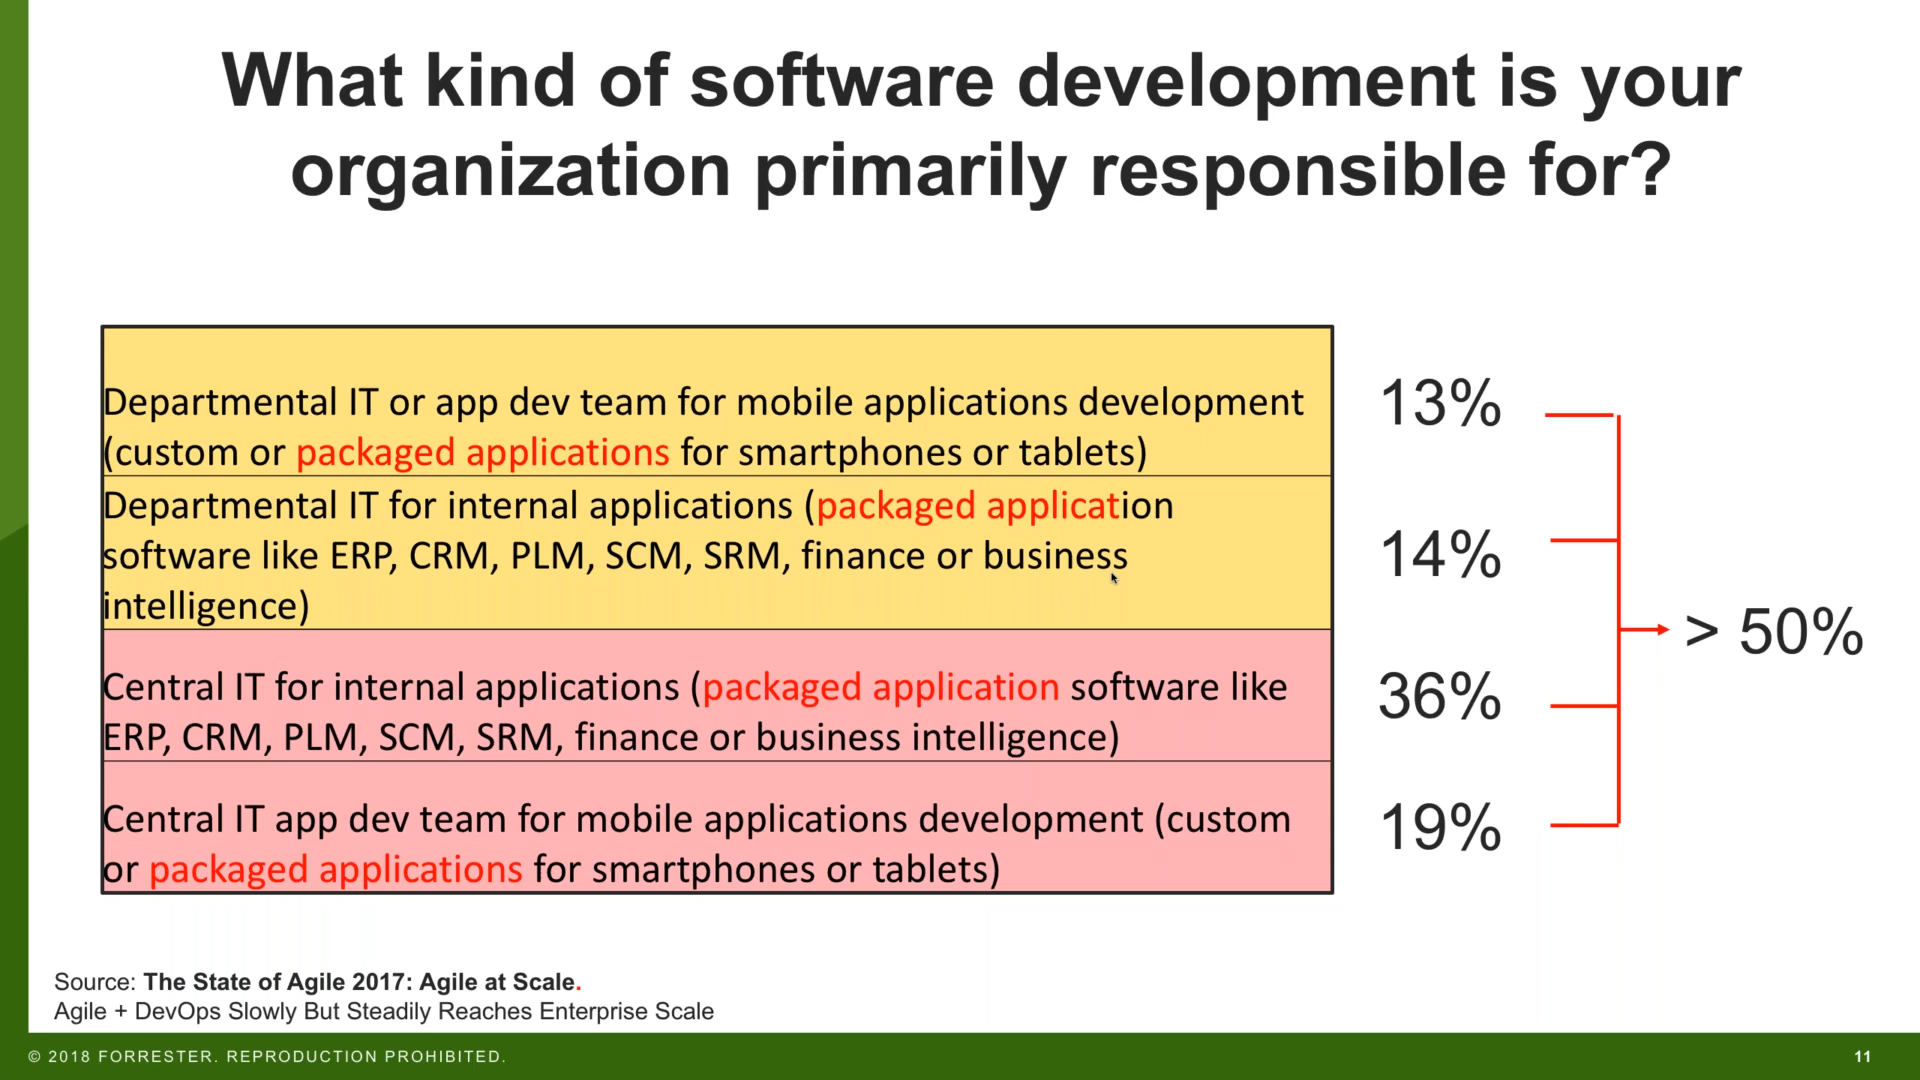 What kind of software development is your
organization primarily responsible for?
Departmental IT or app dev team for mobile applications development
(custom or packaged applications for smartphones or tablets)
13%
Departmental IT for internal applications (packaged application
software like ERP, CRM, PLM, SCM, SRM, finance or business
intelligence)
14%
Central IT for internal applications (packaged application software like
ERP, CRM, PLM, SCM, SRM, finance or business intelligence)
36%
Central IT app dev team for mobile applications development (custom
or packaged applications for smartphones or tablets)
19%
> 50%
Source: The State of Agile 2017: Agile at Scale.
Agile + DevOps Slowly But Steadily Reaches Enterprise Scale
© 2018 FORRESTER. REPRODUCTION PROHIBITED.
11